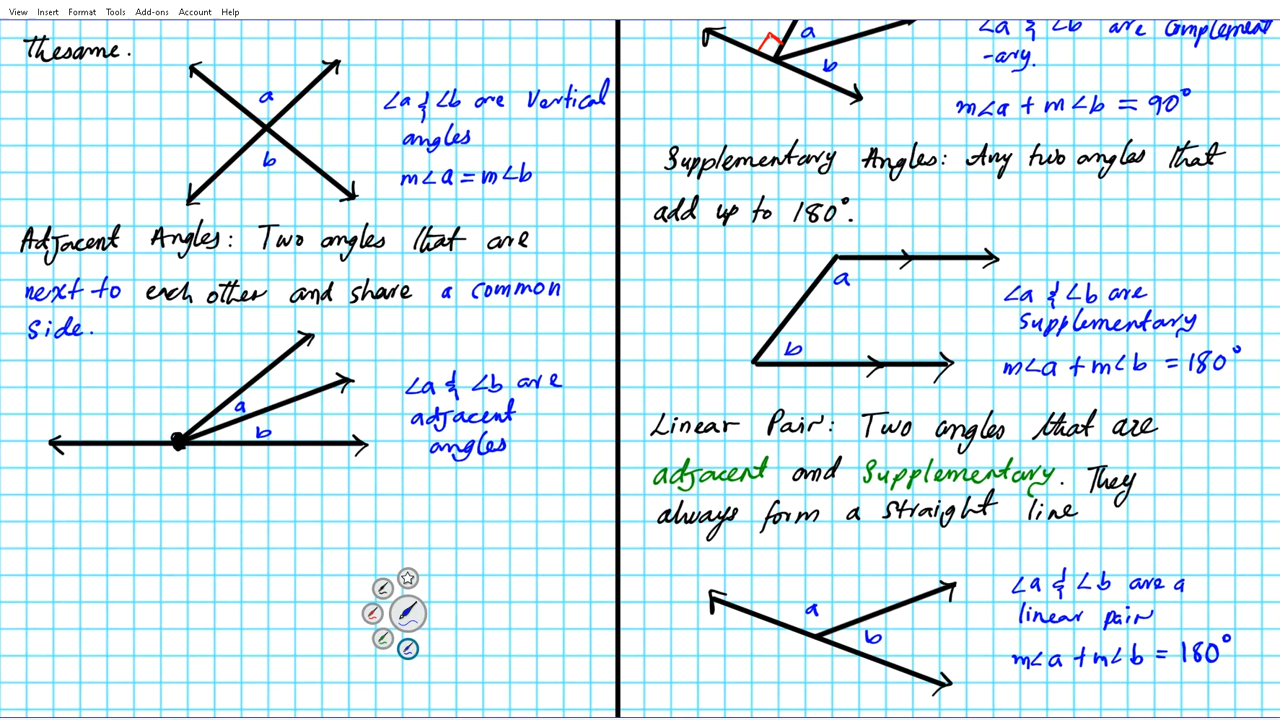 View Insert Format Tools Add-ons Account Help
thesame.
a
b
∠a & ∠b are Vertical
angles
m∠a = m∠b
Adjacent Angles: Two angles that are
next to each other and share a common
side.
a
b
∠a & ∠b are
adjacent
angles
a
b
∠a & ∠b are Complement
-ary.
m∠a + m∠b = 90°
Supplementary Angles: Any two angles that
add up to 180°.
a
b
∠a & ∠b are
Supplementary
m∠a + m∠b = 180°
Linear Pair: Two angles that are
adjacent and Supplementary. They
always form a straight line
a
b
∠a & ∠b are a
linear pair
m∠a + m∠b = 180°